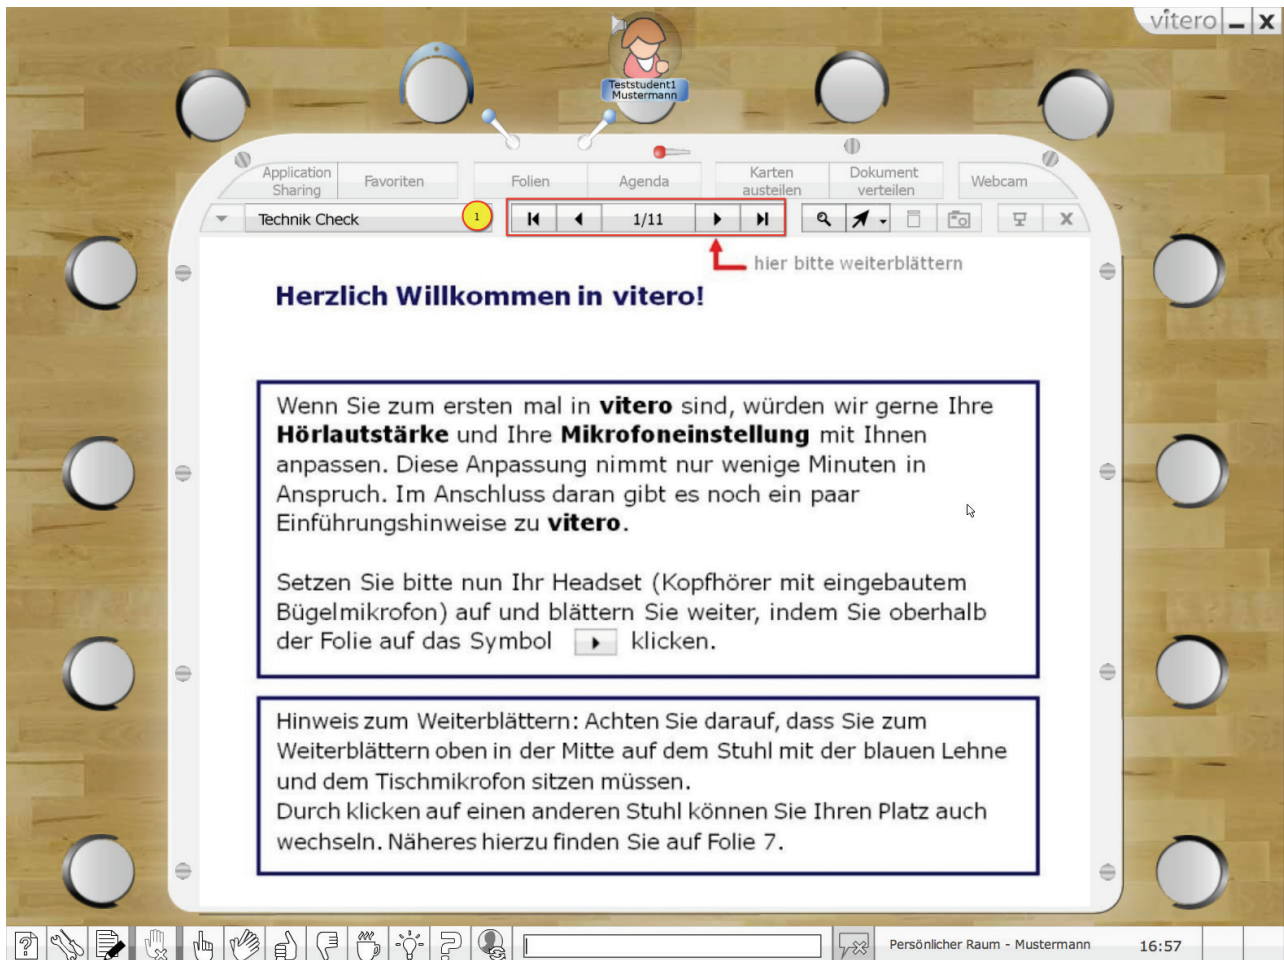 vitero
Teststudent1
Mustermann
Application
Sharing
Favoriten
Folien
Agenda
Karten
austeilen
Dokument
verteilen
Webcam
Technik Check
1
1/11
X
hier bitte weiterblättern
Herzlich Willkommen in vitero!
Wenn Sie zum ersten mal in vitero sind, würden wir gerne Ihre
Hörlautstärke und Ihre Mikrofoneinstellung mit Ihnen
anpassen. Diese Anpassung nimmt nur wenige Minuten in
Anspruch. Im Anschluss daran gibt es noch ein paar
Einführungshinweise zu vitero.
Setzen Sie bitte nun Ihr Headset (Kopfhörer mit eingebautem
Bügelmikrofon) auf und blättern Sie weiter, indem Sie oberhalb
der Folie auf das Symbol klicken.
Hinweis zum Weiterblättern: Achten Sie darauf, dass Sie zum
Weiterblättern oben in der Mitte auf dem Stuhl mit der blauen Lehne
und dem Tischmikrofon sitzen müssen.
Durch klicken auf einen anderen Stuhl können Sie Ihren Platz auch
wechseln. Näheres hierzu finden Sie auf Folie 7.
Persönlicher Raum - Mustermann
16:57